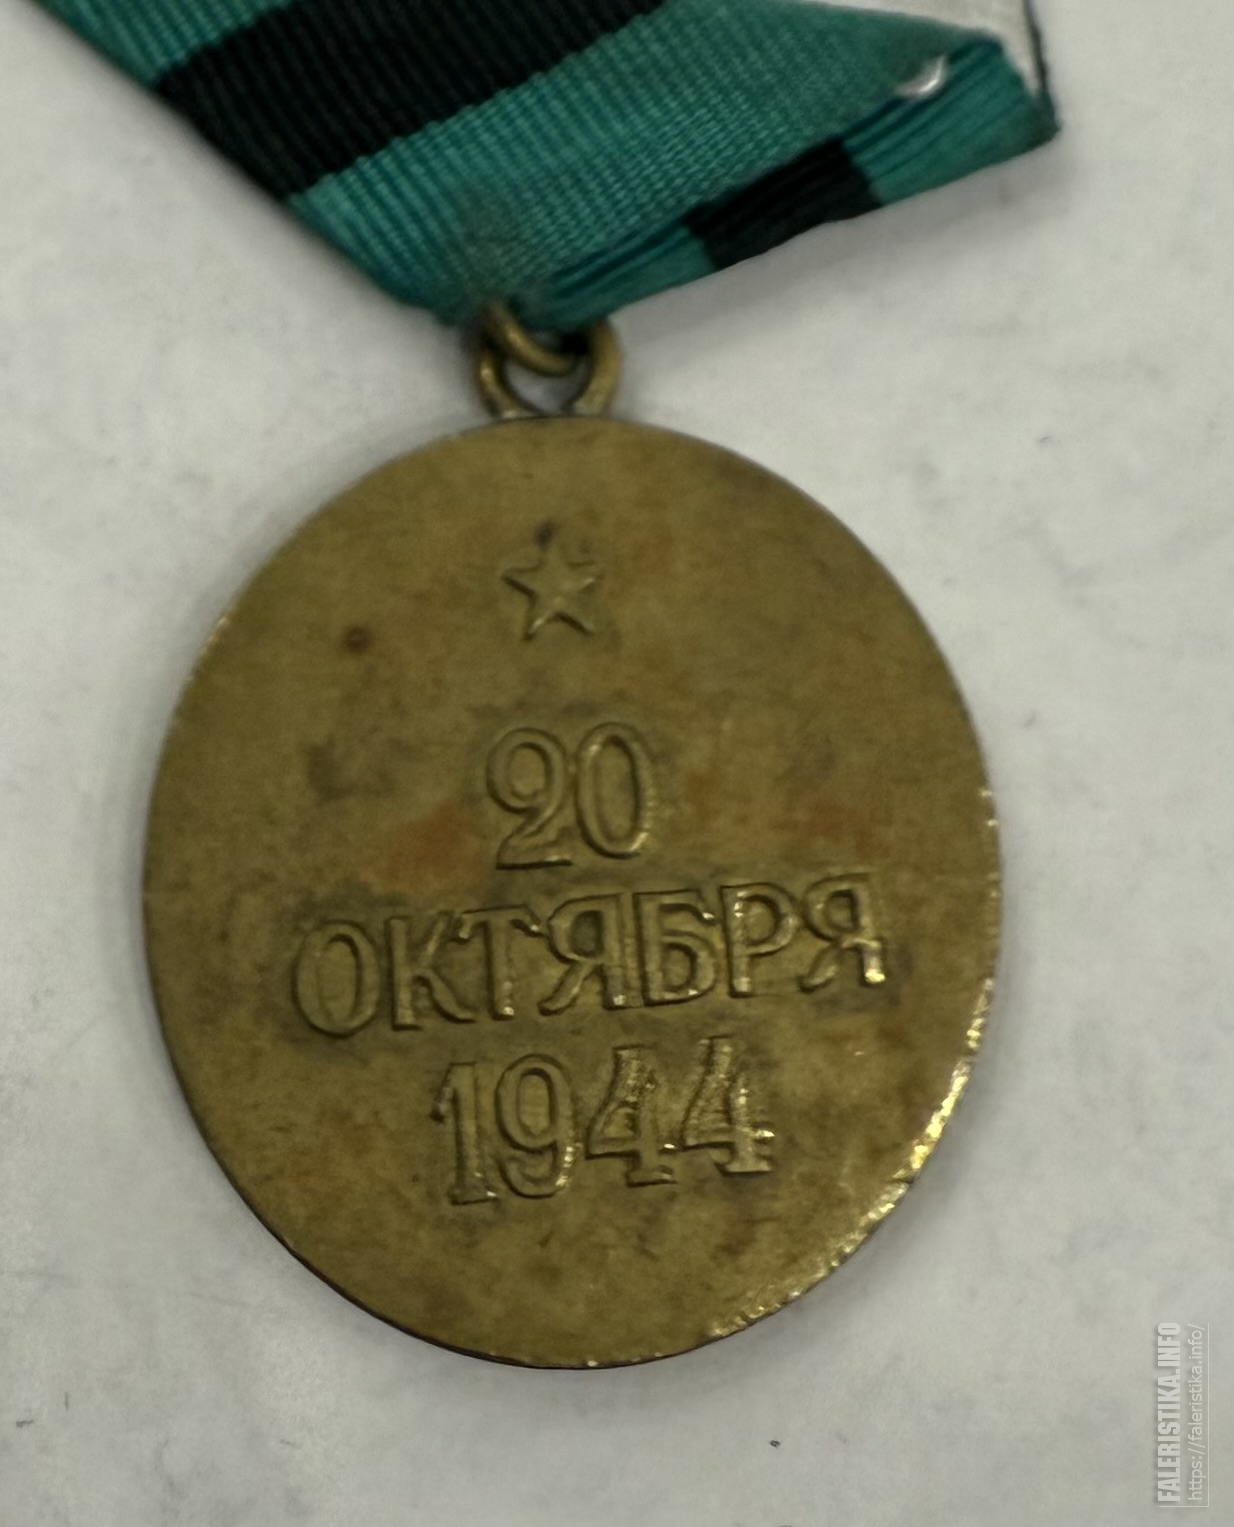 20
ОКТЯБРЯ
1944
FALERISTIKA.INFO
https://faleristika.info/